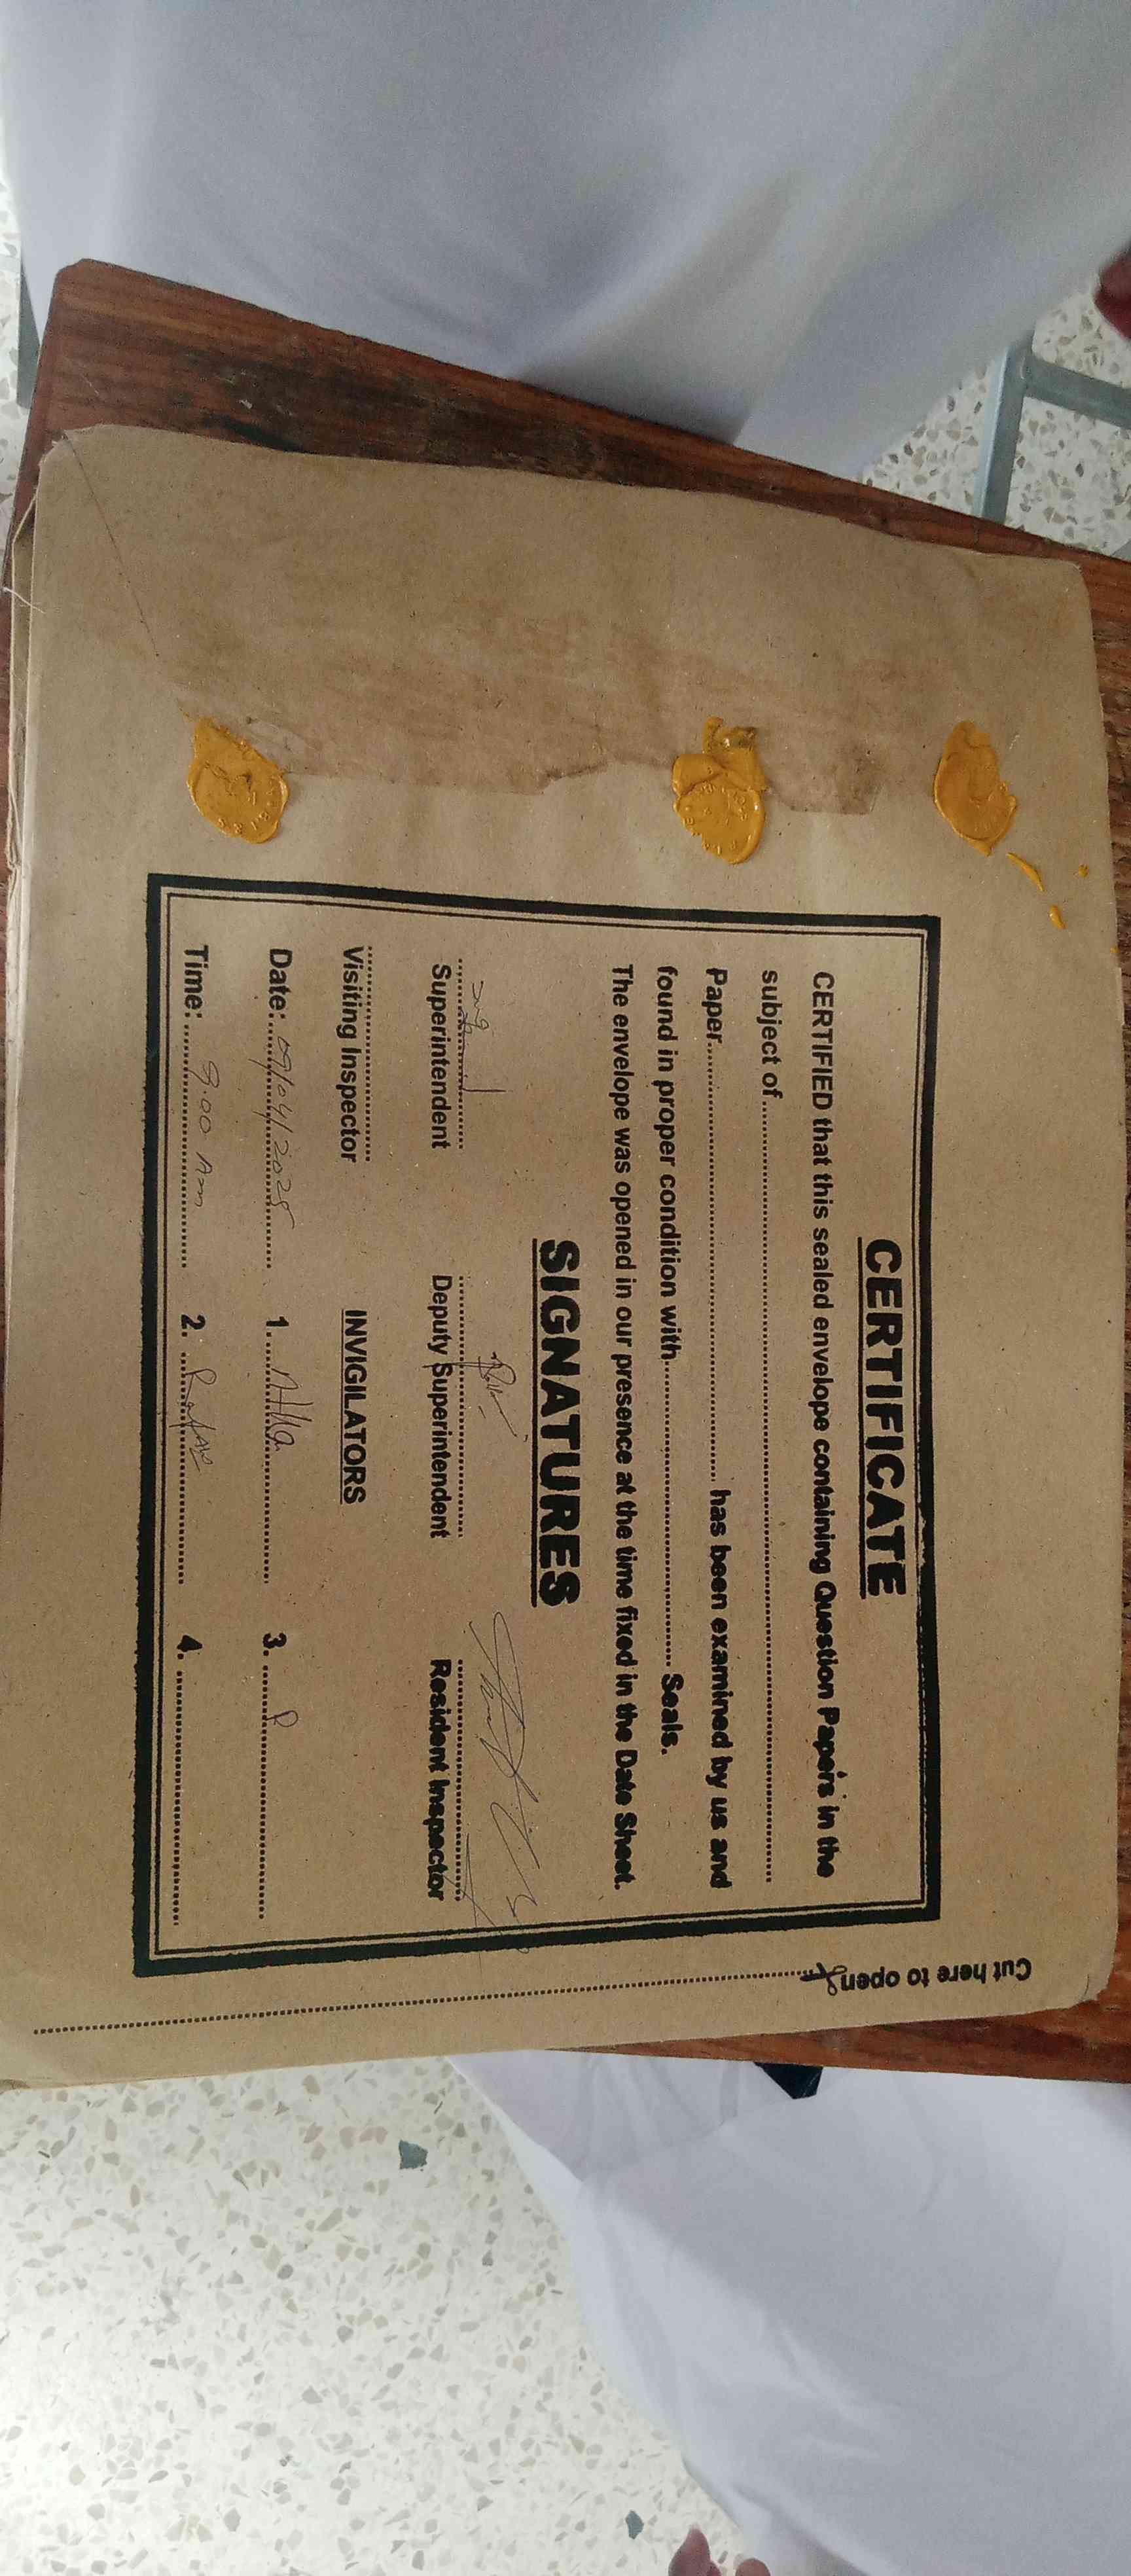 CERTIFICATE
CERTIFIED that this sealed envelope containing Question Papers in the
subject of
Paper has been examined by us and
found in proper condition with Seals.
The envelope was opened in our presence at the time fixed in the Date Sheet.
SIGNATURES
Superintendent Deputy Superintendent Resident Inspector
Visiting Inspector INVIGILATORS
Date: 09/04/2025 1. 3.
Time: 9:00 Am 2. 4.
Cut here to open